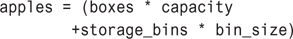 apples = (boxes * capacity
+storage_bins * bin_size)